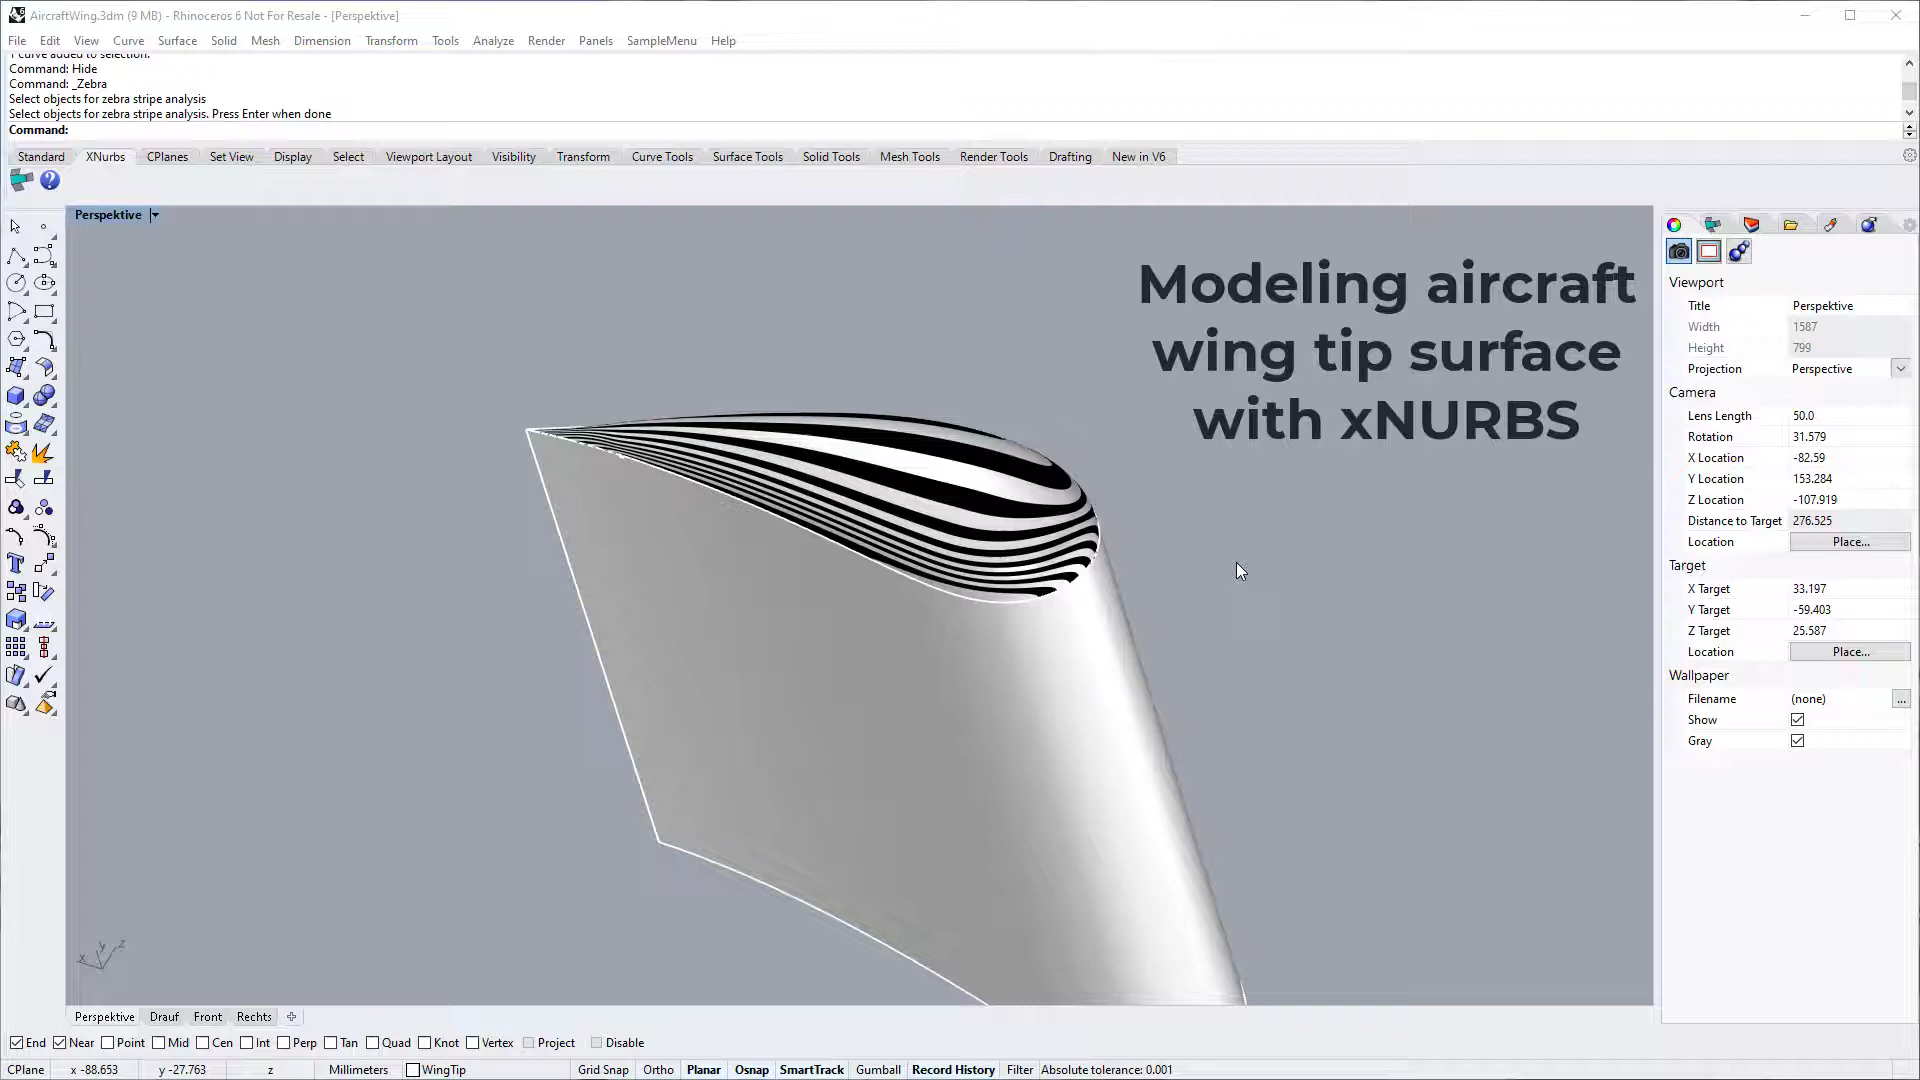 AircraftWing.3dm (9 MB) - Rhinoceros 6 Not For Resale - [Perspektive]
File Edit View Curve Surface Solid Mesh Dimension Transform Tools Analyze Render Panels SampleMenu Help
1 curve added to selection.
Command: Hide
Command: _Zebra
Select objects for zebra stripe analysis
Select objects for zebra stripe analysis. Press Enter when done
Command:
Standard XNurbs CPlanes Set View Display Select Viewport Layout Visibility Transform Curve Tools Surface Tools Solid Tools Mesh Tools Render Tools Drafting New in V6
Perspektive
Modeling aircraft
wing tip surface
with xNURBS
Viewport
Title Perspektive
Width 1587
Height 799
Projection Perspective
Camera
Lens Length 50.0
Rotation 31.579
X Location -82.59
Y Location 153.284
Z Location -107.919
Distance to Target 276.525
Location Place...
Target
X Target 33.197
Y Target -59.403
Z Target 25.587
Location Place...
Wallpaper
Filename (none) ...
Show
Gray
y z
x
Perspektive Drauf Front Rechts
End Near Point Mid Cen Int Perp Tan Quad Knot Vertex Project Disable
CPlane x -88.653 y -27.763 z Millimeters WingTip Grid Snap Ortho Planar Osnap SmartTrack Gumball Record History Filter Absolute tolerance: 0.001